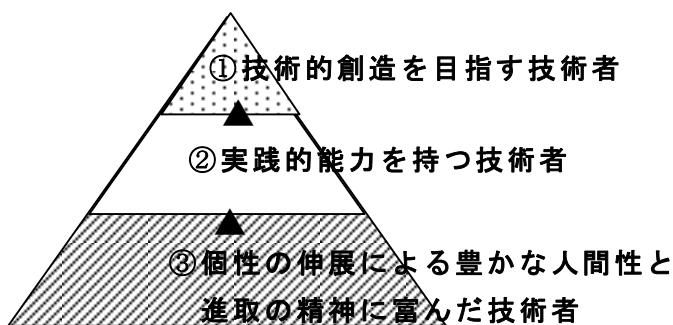 ①技術的創造を目指す技術者
②実践的能力を持つ技術者
③個性の伸展による豊かな人間性と
進取の精神に富んだ技術者